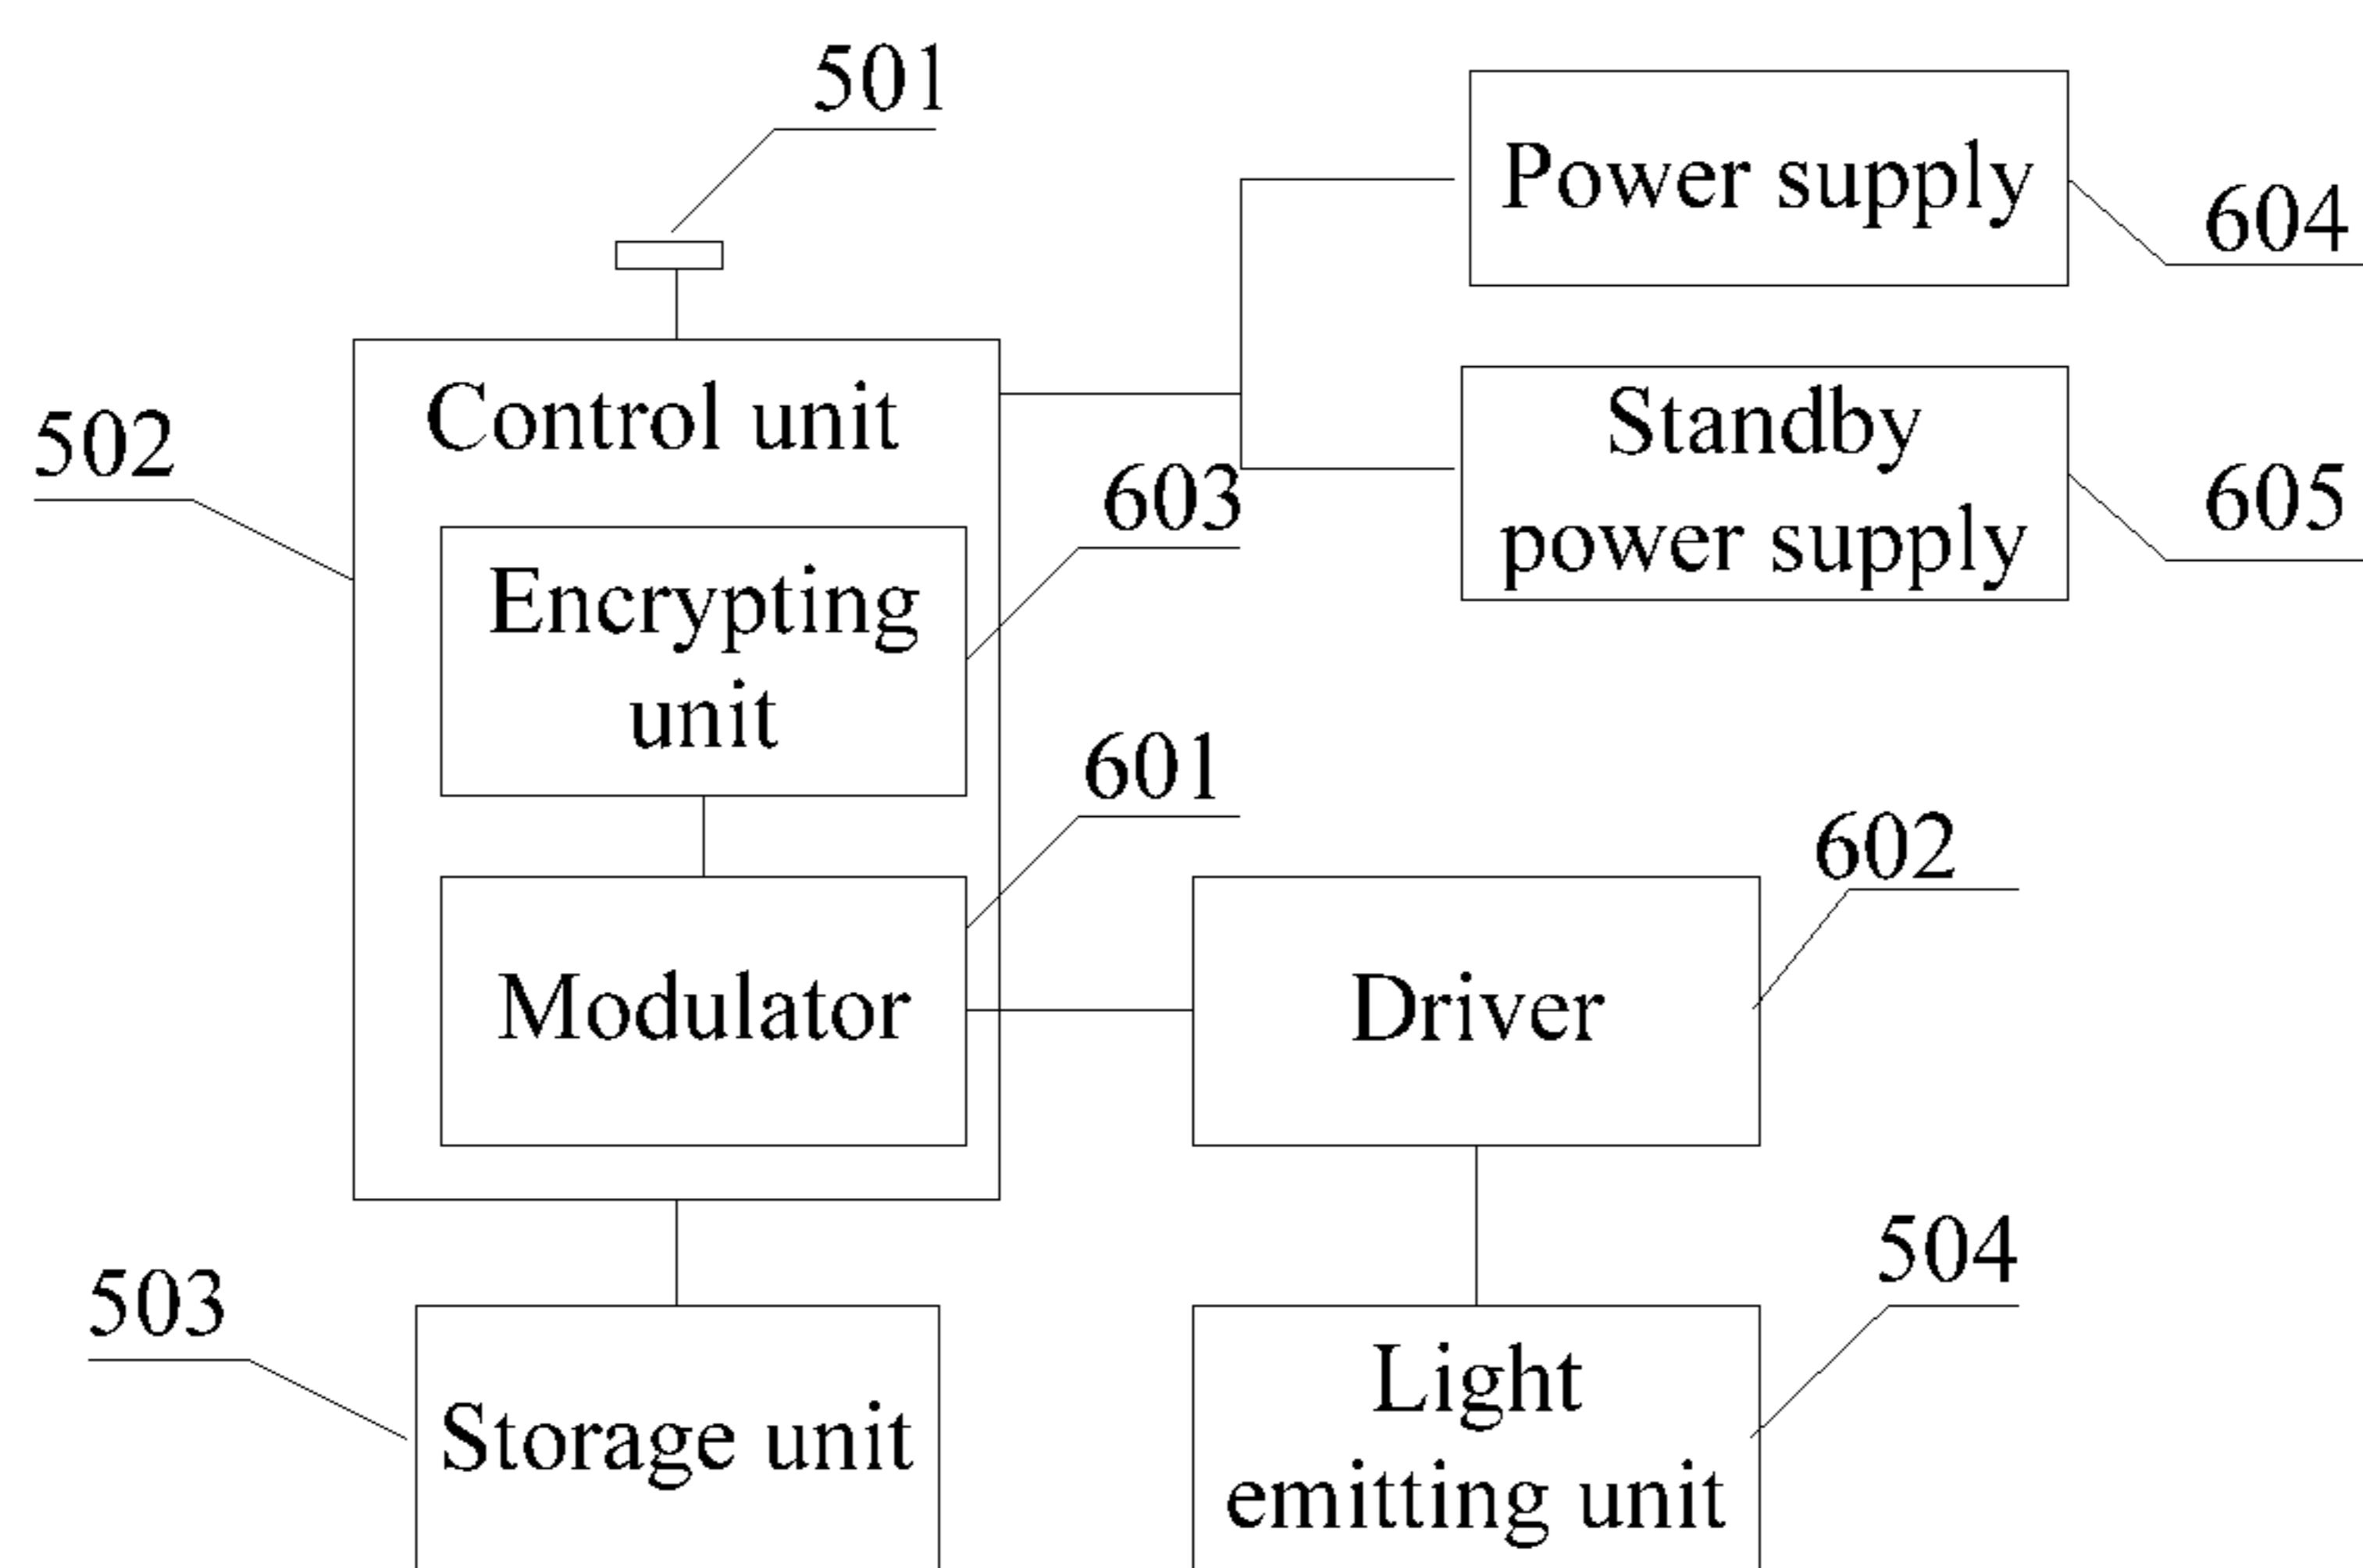 501
Power supply
604
Control unit
502
Standby
power supply
605
603
Encrypting
unit
601
602
Modulator
Driver
504
503
Storage unit
Light
emitting unit